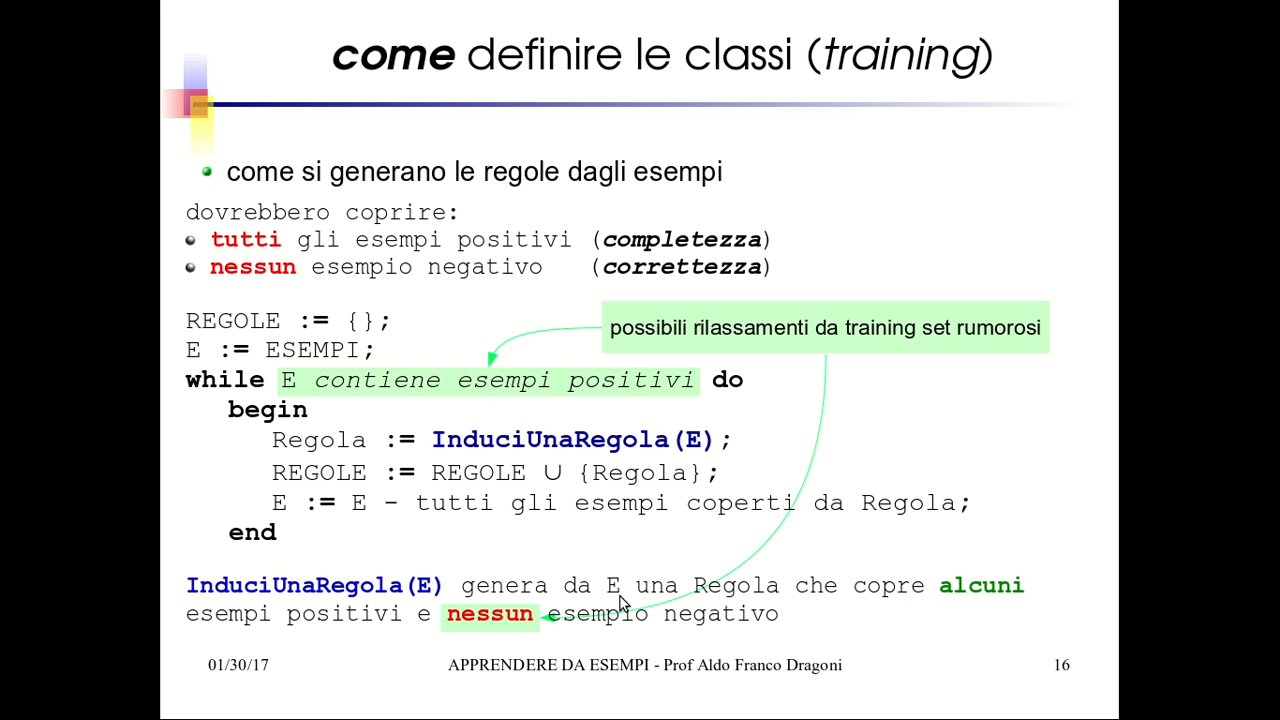 come definire le classi (training)
come si generano le regole dagli esempi
dovrebbero coprire:
tutti gli esempi positivi (completezza)
nessun esempio negativo (correttezza)
REGOLE := {};
possibili rilassamenti da training set rumorosi
E := ESEMPI;
while E contiene esempi positivi do
begin
Regola := InduciUnaRegola(E);
REGOLE := REGOLE ∪ {Regola};
E := E - tutti gli esempi coperti da Regola;
end
InduciUnaRegola(E) genera da E una Regola che copre alcuni
esempi positivi e nessun esempio negativo
01/30/17 APPRENDERE DA ESEMPI - Prof Aldo Franco Dragoni 16